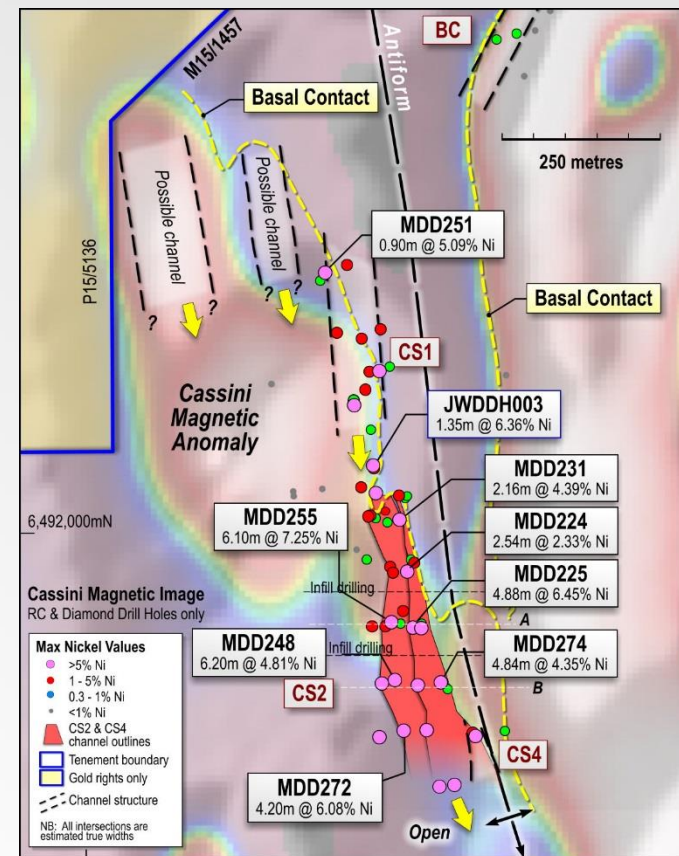 M15/1457
Antiform
BC
Basal Contact
250 metres
Possible channel
Possible channel
MDD251
0.90m @ 5.09% Ni
P15/5136
?
?
?
?
Basal Contact
CS1
Cassini
Magnetic
Anomaly
JWDDH003
1.35m @ 6.36% Ni
MDD231
2.16m @ 4.39% Ni
6,492,000mN
MDD255
6.10m @ 7.25% Ni
MDD224
2.54m @ 2.33% Ni
MDD225
4.88m @ 6.45% Ni
Infill drilling
A
Cassini Magnetic Image
RC & Diamond Drill Holes only
MDD248
6.20m @ 4.81% Ni
Infill drilling
MDD274
4.84m @ 4.35% Ni
CS2
B
CS4
MDD272
4.20m @ 6.08% Ni
Open
Max Nickel Values
>5% Ni
1 - 5% Ni
0.3 - 1% Ni
<1% Ni
CS2 & CS4
channel outlines
Tenement boundary
Gold rights only
Channel structure
NB: All intersections are
estimated true widths